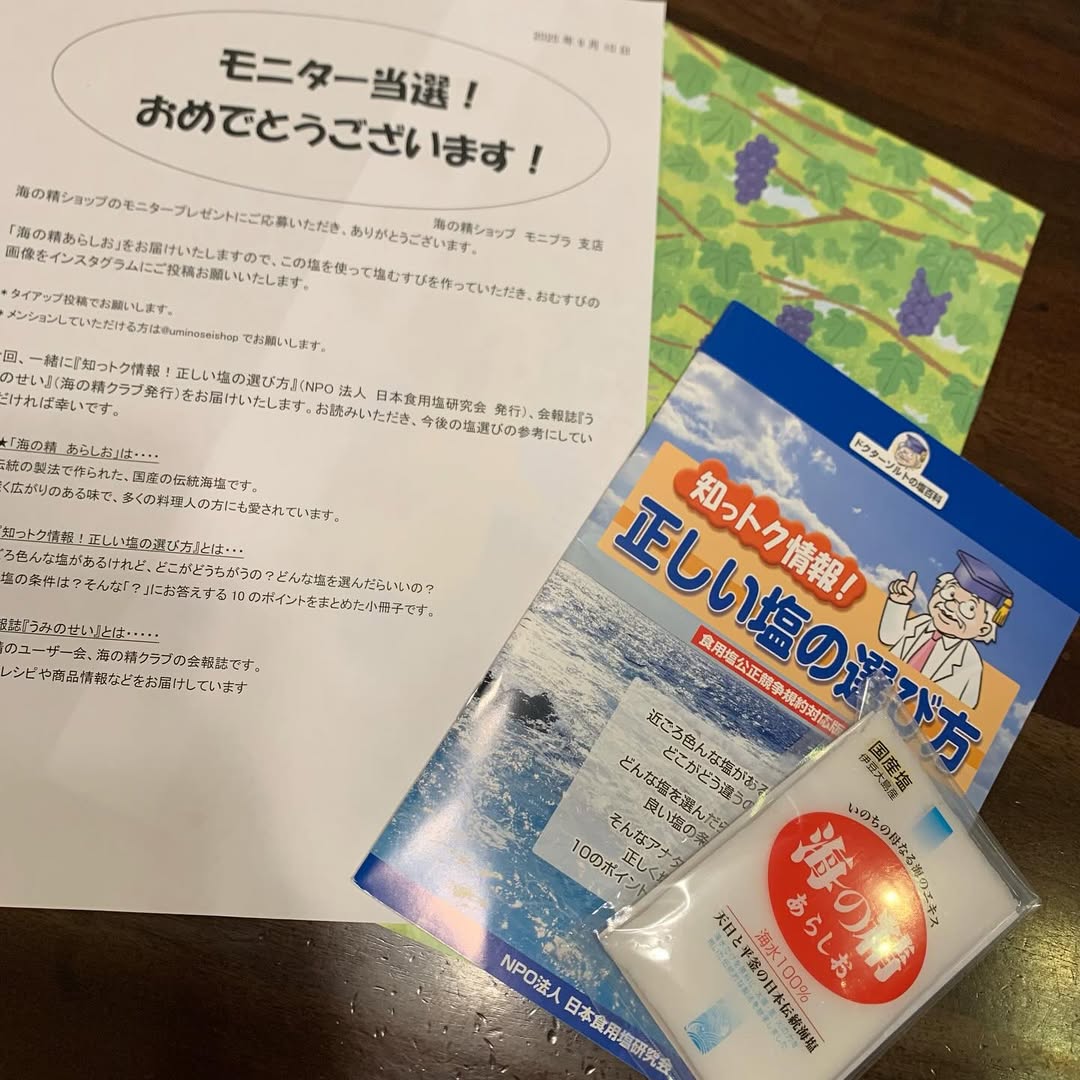 2025年6月
モニター当選！
おめでとうございます！
海の精ショップ モニプラ 支店
海の精ショップのモニタープレゼントにご応募いただき、ありがとうございます。
「海の精あらしお」をお届けいたしますので、この塩を使って塩むすびを作っていただき、おむすびの
画像をインスタグラムにご投稿お願いいたします。
＊タイアップ投稿でお願いします。
＊メンションしていただける方は@uminoseishop でお願いします。
回、一緒に『知っトク情報！正しい塩の選び方』（NPO 法人 日本食用塩研究会 発行）、会報誌『う
のせい』（海の精クラブ発行）をお届けいたします。お読みいただき、今後の塩選びの参考にしてい
だければ幸いです。
★「海の精 あらしお」は・・・・
伝統の製法で作られた、国産の伝統海塩です。
く広がりのある味で、多くの料理人の方にも愛されています。
『知っトク情報！正しい塩の選び方』とは・・・
ごろ色んな塩があるけれど、どこがどうちがうの？どんな塩を選んだらいいの？
塩の条件は？そんな「？」にお答えする10のポイントをまとめた小冊子です。
報誌『うみのせい』とは・・・・・
精のユーザー会、海の精クラブの会報誌です。
レシピや商品情報などをお届けしています
ドクターソルトの塩百科
知っトク情報！
正しい塩の選び方
食用塩公正競争規約対応版
近ごろ色んな塩がある
どこがどう違うの
どんな塩を選んだら
良い塩の条
そんなアナタ
正しく
10のポイント
NPO法人 日本食用塩研究会
国産塩
伊豆大島産
いのちの母なる海のエキス
海の精
あらしお
海水100%
天日と平釜の日本伝統海塩